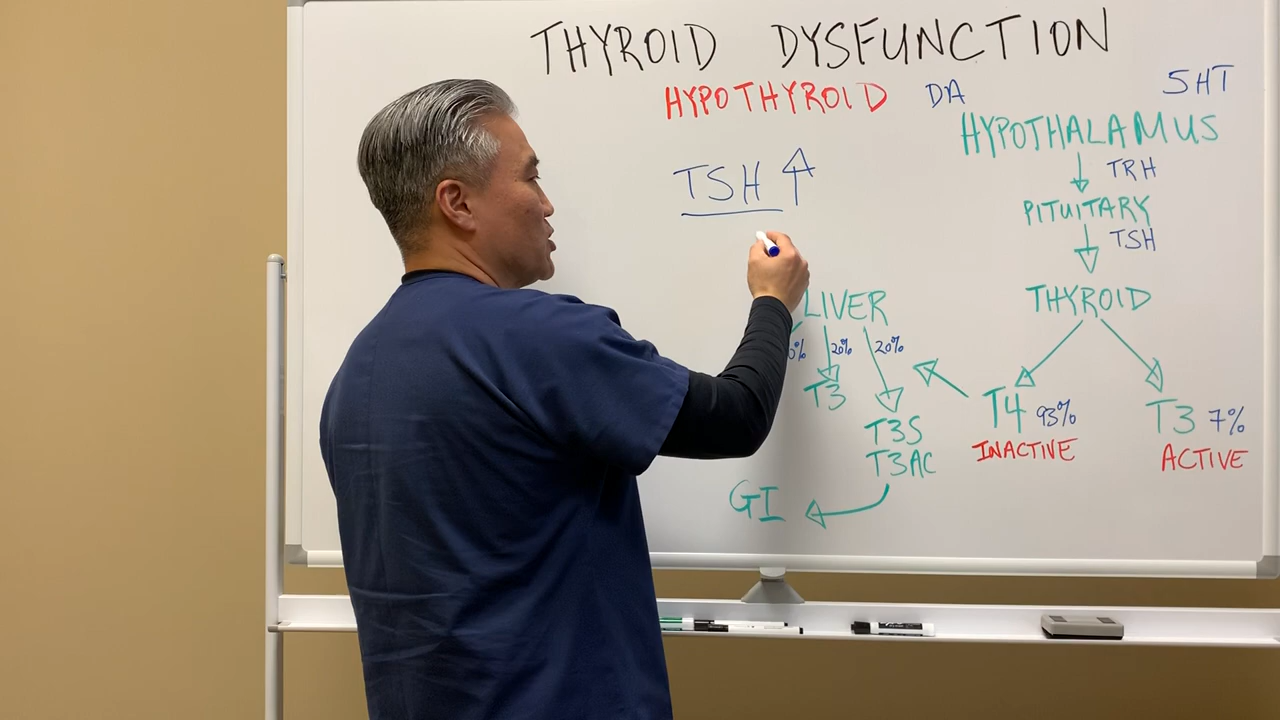 THYROID DYSFUNCTION
HYPOTHYROID
DA
5HT
HYPOTHALAMUS
TRH
PITUITARY
TSH
THYROID
TSH
LIVER
20%
20%
T3
T3S
T3AC
GI
T4 93%
INACTIVE
T3 7%
ACTIVE